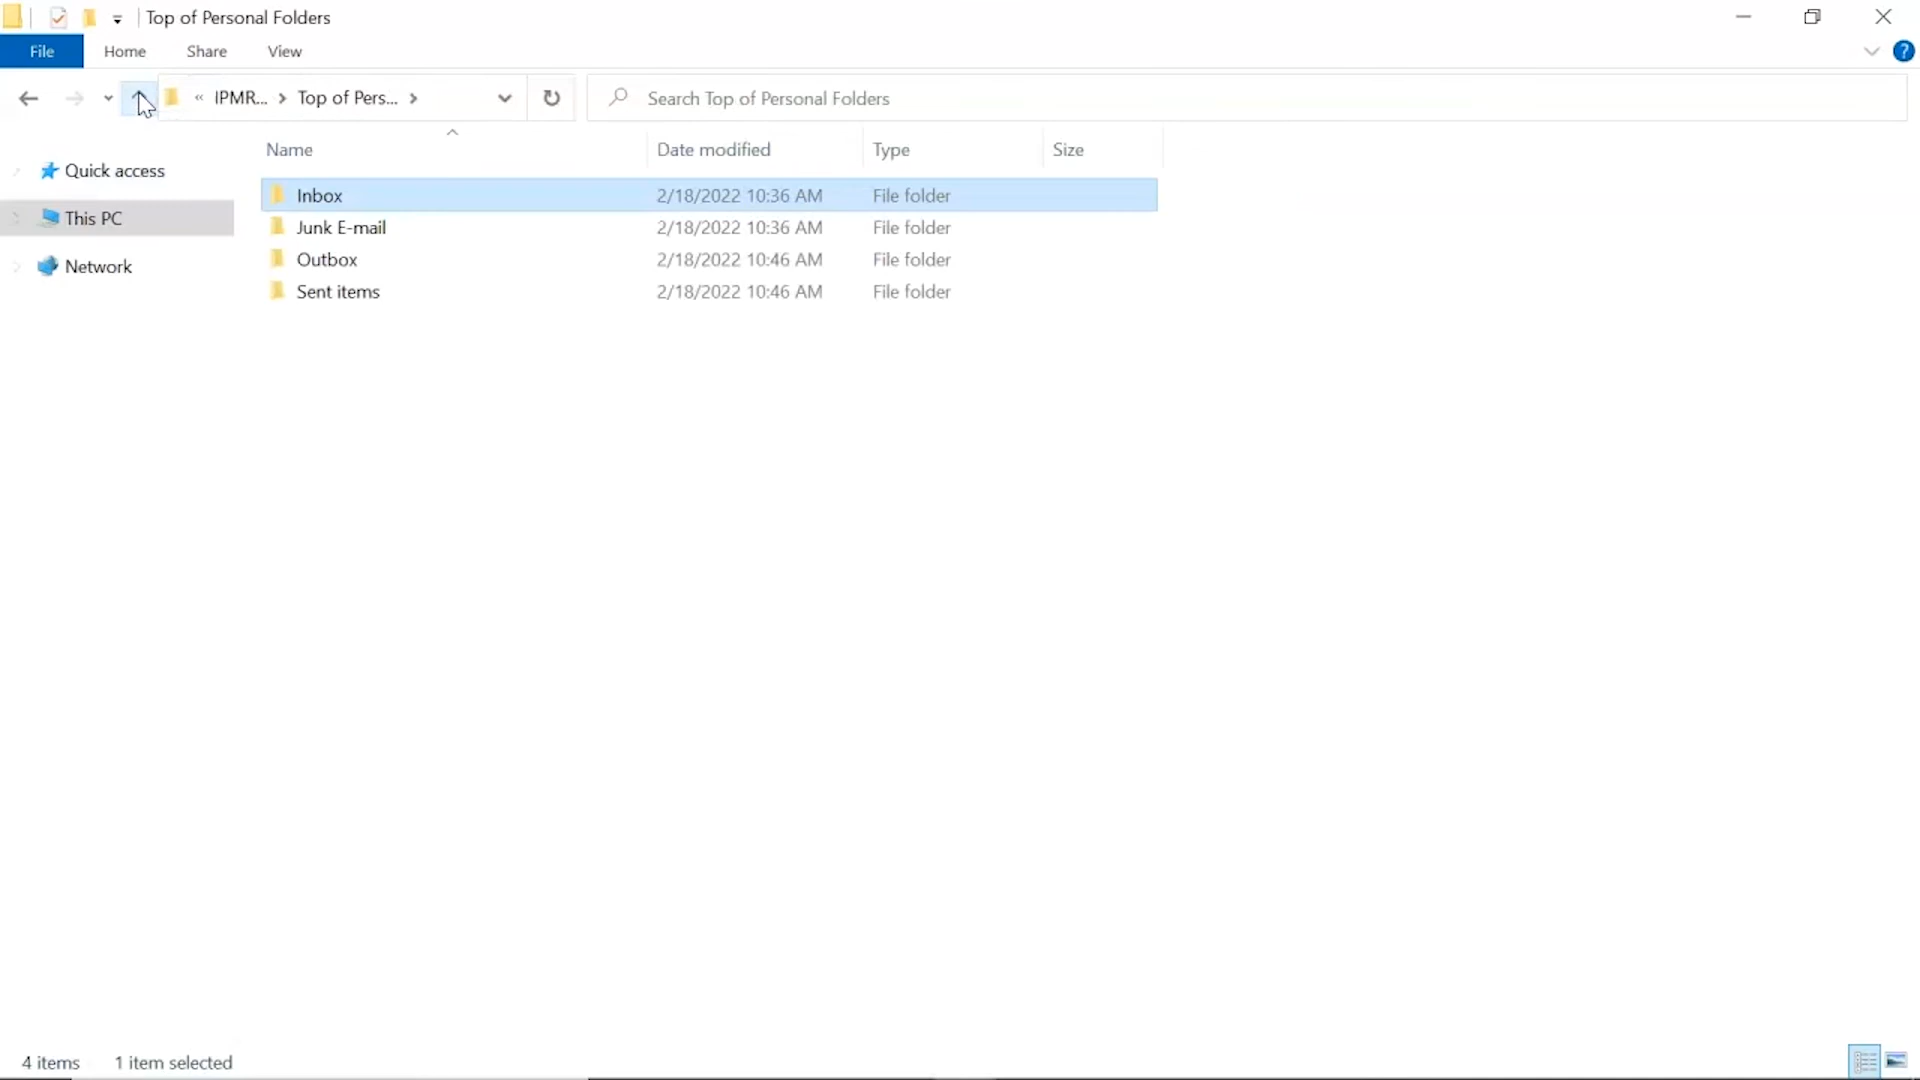 Top of Personal Folders
File Home Share View
?
« IPMR... > Top of Pers... >
Search Top of Personal Folders
Name Date modified Type Size
Quick access
This PC
Network
Inbox 2/18/2022 10:36 AM File folder
Junk E-mail 2/18/2022 10:36 AM File folder
Outbox 2/18/2022 10:46 AM File folder
Sent items 2/18/2022 10:46 AM File folder
4 items 1 item selected